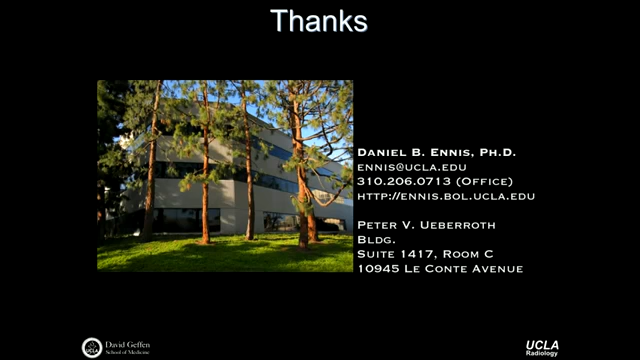 Thanks
Daniel B. Ennis, Ph.D.
ennis@ucla.edu
310.206.0713 (Office)
http://ennis.bol.ucla.edu
Peter V. Ueberroth
Bldg.
Suite 1417, Room C
10945 Le Conte Avenue
UCLA
David Geffen
School of Medicine
UCLA
Radiology